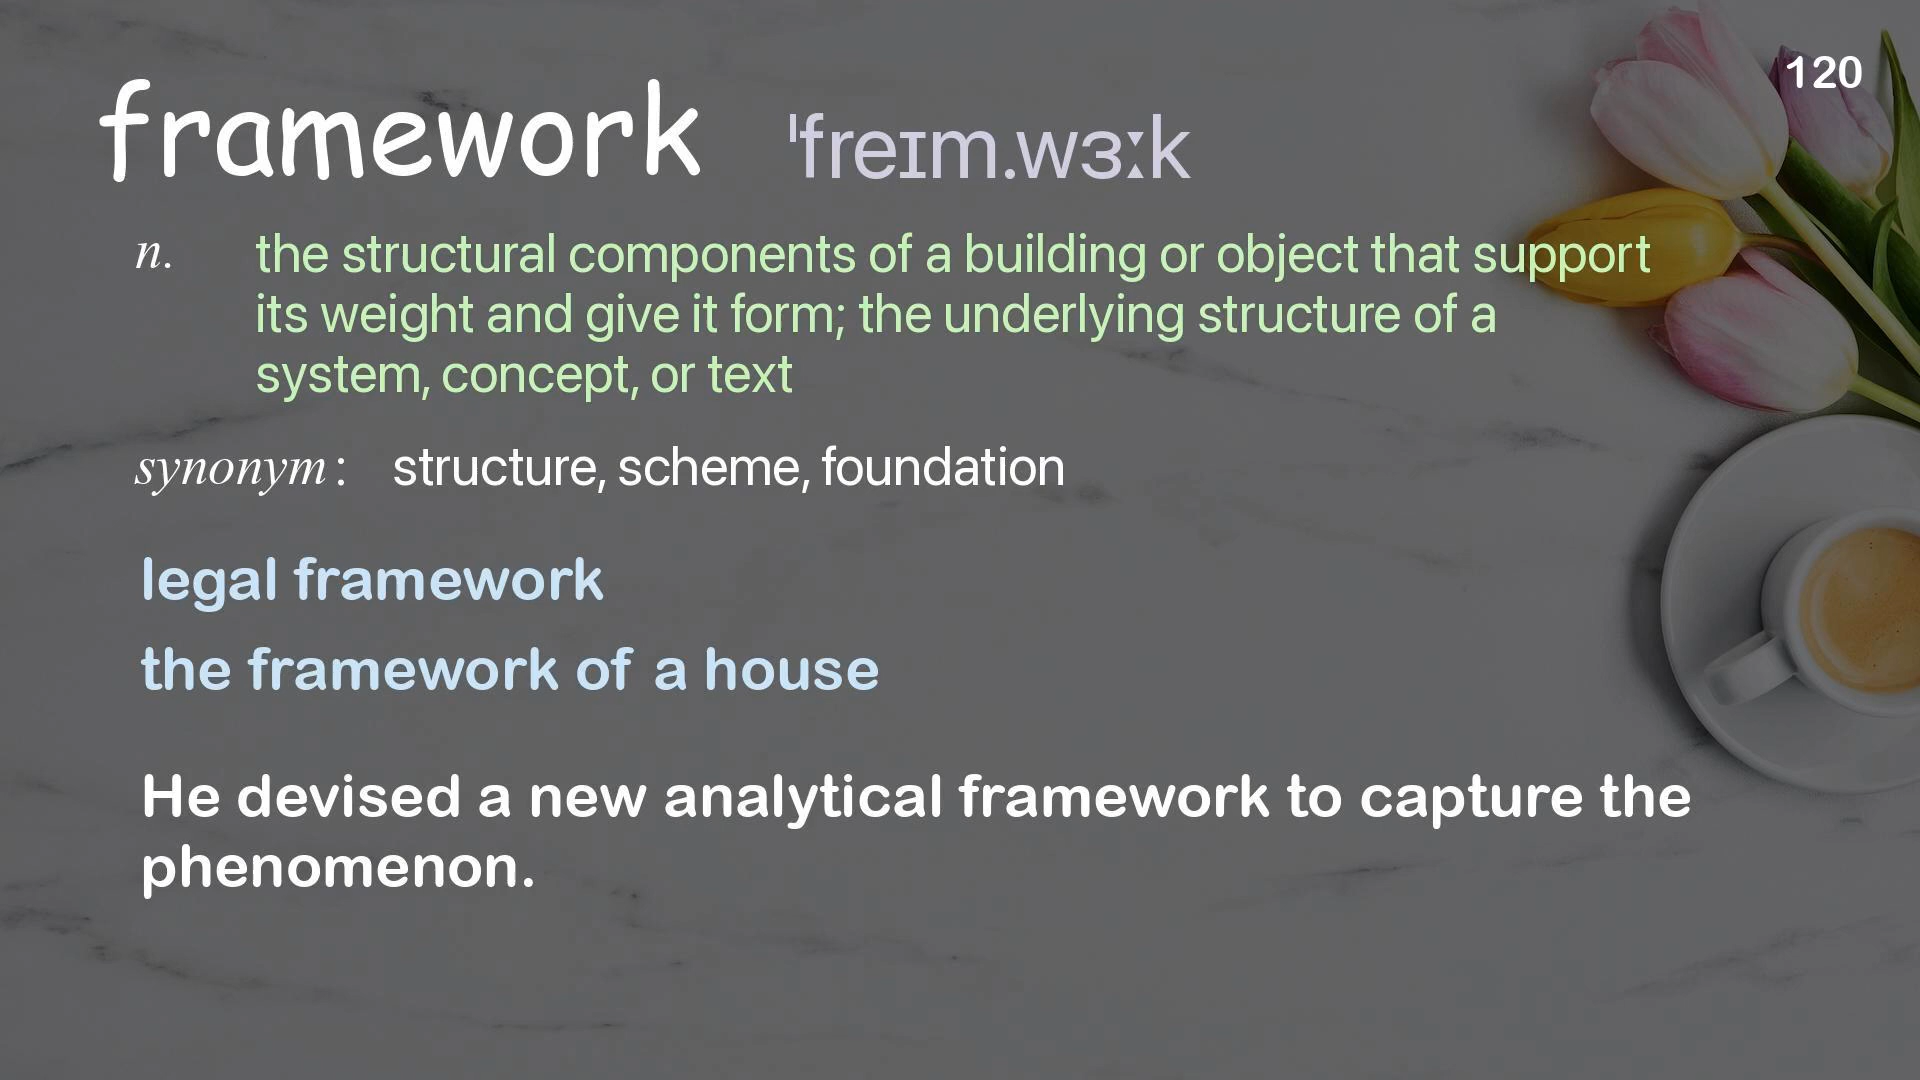 120
framework ˈfreɪm.wɜːk
n. the structural components of a building or object that support
its weight and give it form; the underlying structure of a
system, concept, or text
synonym: structure, scheme, foundation
legal framework
the framework of a house
He devised a new analytical framework to capture the
phenomenon.